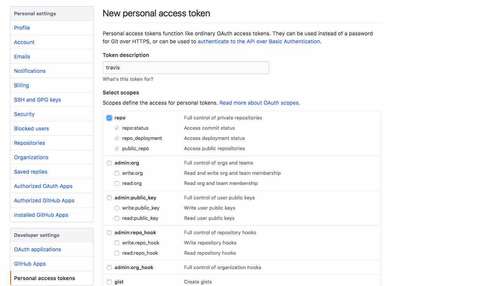 Personal settings
Profile
Account
Emails
Notifications
Billing
SSH and GPG keys
Security
Blocked users
Repositories
Organizations
Saved replies
Authorized OAuth Apps
Authorized GitHub Apps
Installed GitHub Apps
Developer settings
OAuth applications
GitHub Apps
Personal access tokens
New personal access token
Personal access tokens function like ordinary OAuth access tokens. They can be used instead of a password
for Git over HTTPS, or can be used to authenticate to the API over Basic Authentication.
Token description
travis
What's this token for?
Select scopes
Scopes define the access for personal tokens. Read more about OAuth scopes.
repo Full control of private repositories
repo:status Access commit status
repo_deployment Access deployment status
public_repo Access public repositories
admin:org Full control of orgs and teams
write:org Read and write org and team membership
read:org Read org and team membership
admin:public_key Full control of user public keys
write:public_key Write user public keys
read:public_key Read user public keys
admin:repo_hook Full control of repository hooks
write:repo_hook Write repository hooks
read:repo_hook Read repository hooks
admin:org_hook Full control of organization hooks
gist Create gists